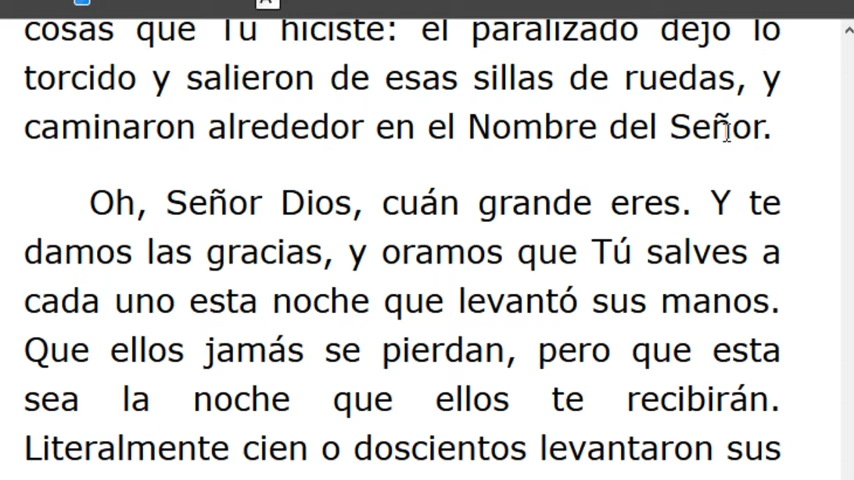 cosas que Tú hiciste: el paralizado dejó lo
torcido y salieron de esas sillas de ruedas, y
caminaron alrededor en el Nombre del Señor.
Oh, Señor Dios, cuán grande eres. Y te
damos las gracias, y oramos que Tú salves a
cada uno esta noche que levantó sus manos.
Que ellos jamás se pierdan, pero que esta
sea la noche que ellos te recibirán.
Literalmente cien o doscientos levantaron sus